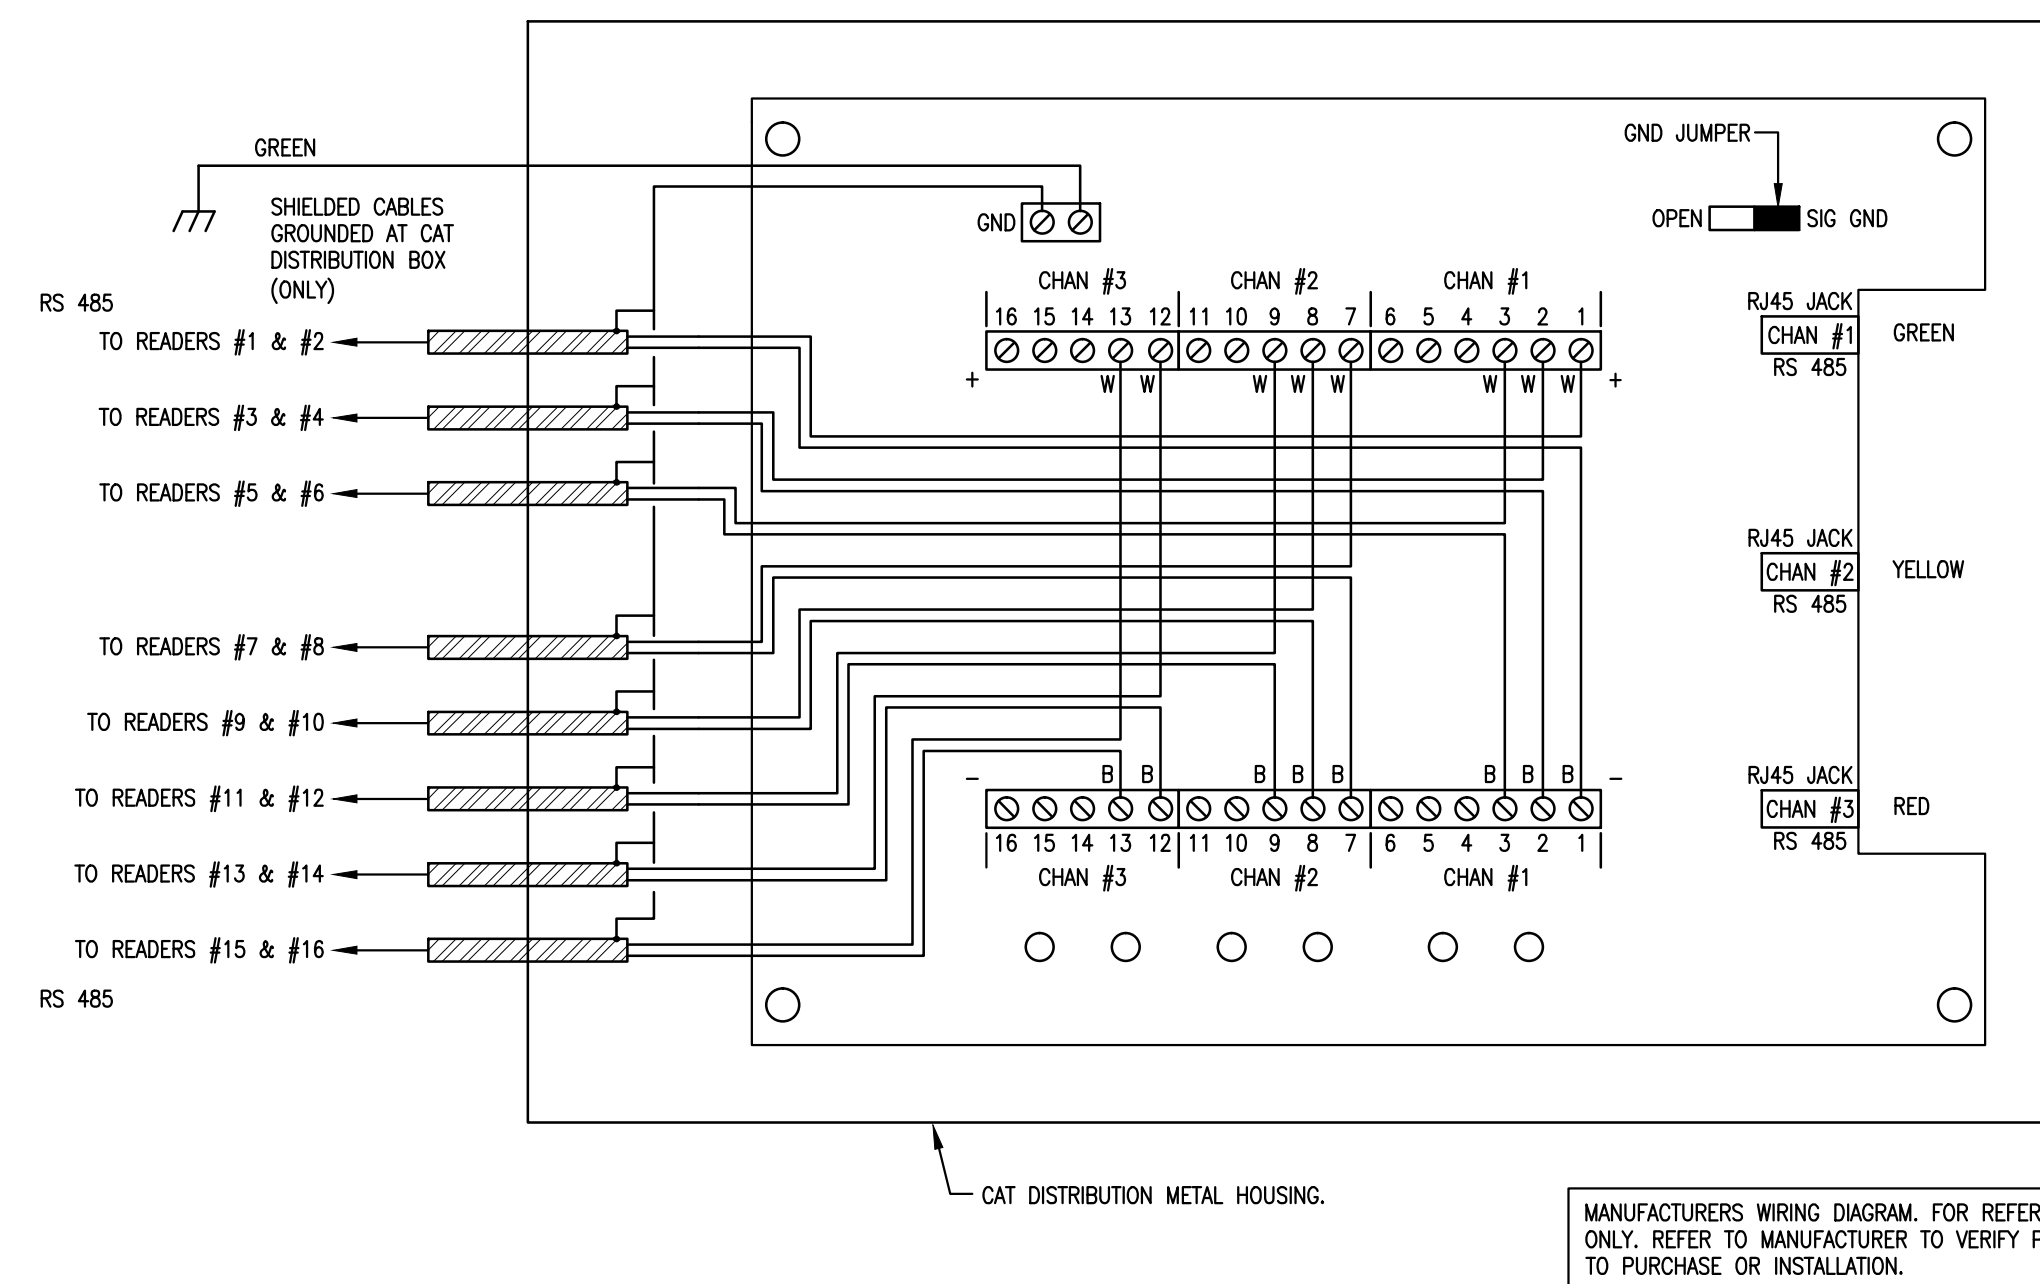 GREEN
SHIELDED CABLES
GROUNDED AT CAT
DISTRIBUTION BOX
(ONLY)
GND JUMPER
OPEN
SIG GND
GND
CHAN #3 CHAN #2 CHAN #1
16 15 14 13 12 11 10 9 8 7 6 5 4 3 2 1
+ W W W W W W W W +
RS 485
TO READERS #1 & #2
TO READERS #3 & #4
TO READERS #5 & #6
TO READERS #7 & #8
TO READERS #9 & #10
TO READERS #11 & #12
TO READERS #13 & #14
TO READERS #15 & #16
RS 485
RJ45 JACK
CHAN #1
RS 485
GREEN
RJ45 JACK
CHAN #2
RS 485
YELLOW
RJ45 JACK
CHAN #3
RS 485
RED
- B B B B B B B B -
16 15 14 13 12 11 10 9 8 7 6 5 4 3 2 1
CHAN #3 CHAN #2 CHAN #1
CAT DISTRIBUTION METAL HOUSING.
MANUFACTURERS WIRING DIAGRAM. FOR REFER
ONLY. REFER TO MANUFACTURER TO VERIFY
TO PURCHASE OR INSTALLATION.